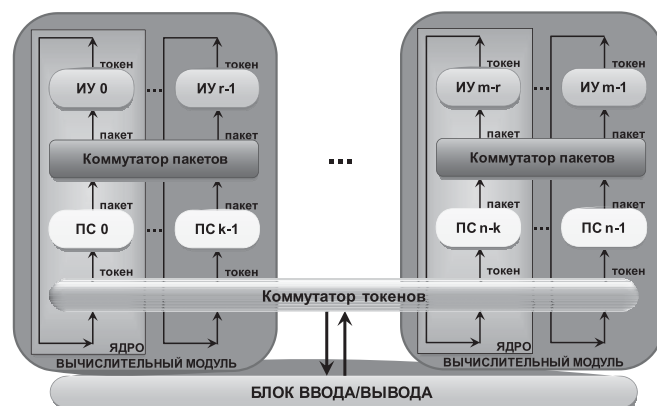 токен токен токен токен
ИУ 0 ... ИУ r-1 ИУ m-r ... ИУ m-1
пакет пакет пакет пакет
Коммутатор пакетов ... Коммутатор пакетов
пакет пакет пакет пакет
ПС 0 ... ПС k-1 ПС n-k ... ПС n-1
токен токен токен токен
Коммутатор токенов
ЯДРО ЯДРО
ВЫЧИСЛИТЕЛЬНЫЙ МОДУЛЬ ВЫЧИСЛИТЕЛЬНЫЙ МОДУЛЬ
БЛОК ВВОДА/ВЫВОДА